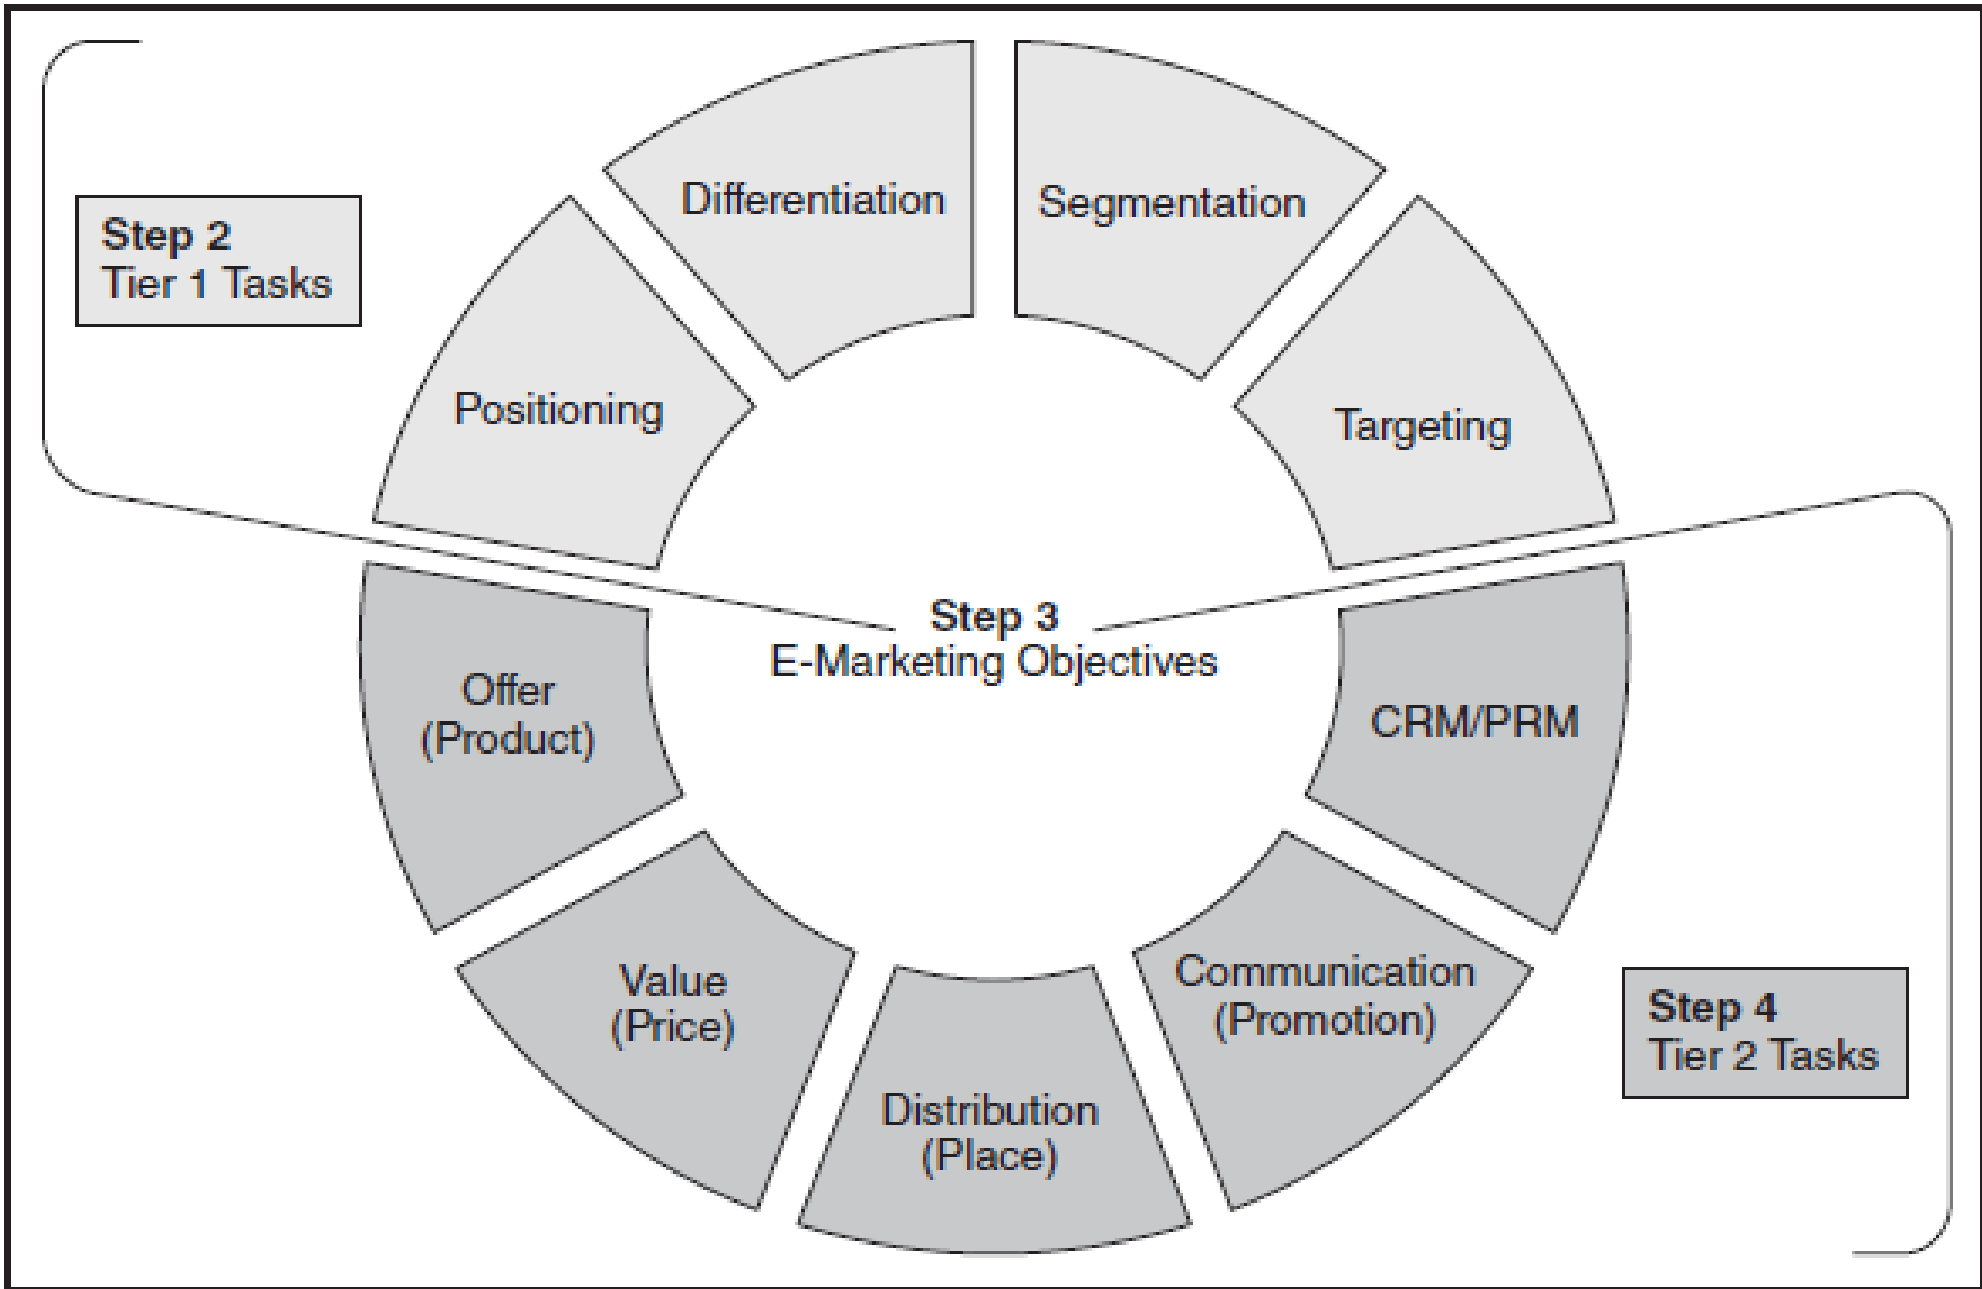 Differentiation
Segmentation
Step 2
Tier 1 Tasks
Positioning
Targeting
Step 3
E-Marketing Objectives
Offer
(Product)
CRM/PRM
Value
(Price)
Communication
(Promotion)
Distribution
(Place)
Step 4
Tier 2 Tasks